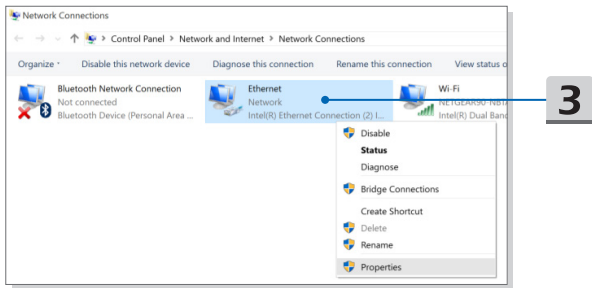 Network Connections
Control Panel > Network and Internet > Network Connections
Organize
Disable this network device
Diagnose this connection
Rename this connection
View status o
Bluetooth Network Connection
Not connected
Bluetooth Device (Personal Area ...
Ethernet
Network
Intel(R) Ethernet Connection (2) I...
Wi-Fi
Intel(R) Dual Band
3
Disable
Status
Diagnose
Bridge Connections
Create Shortcut
Delete
Rename
Properties